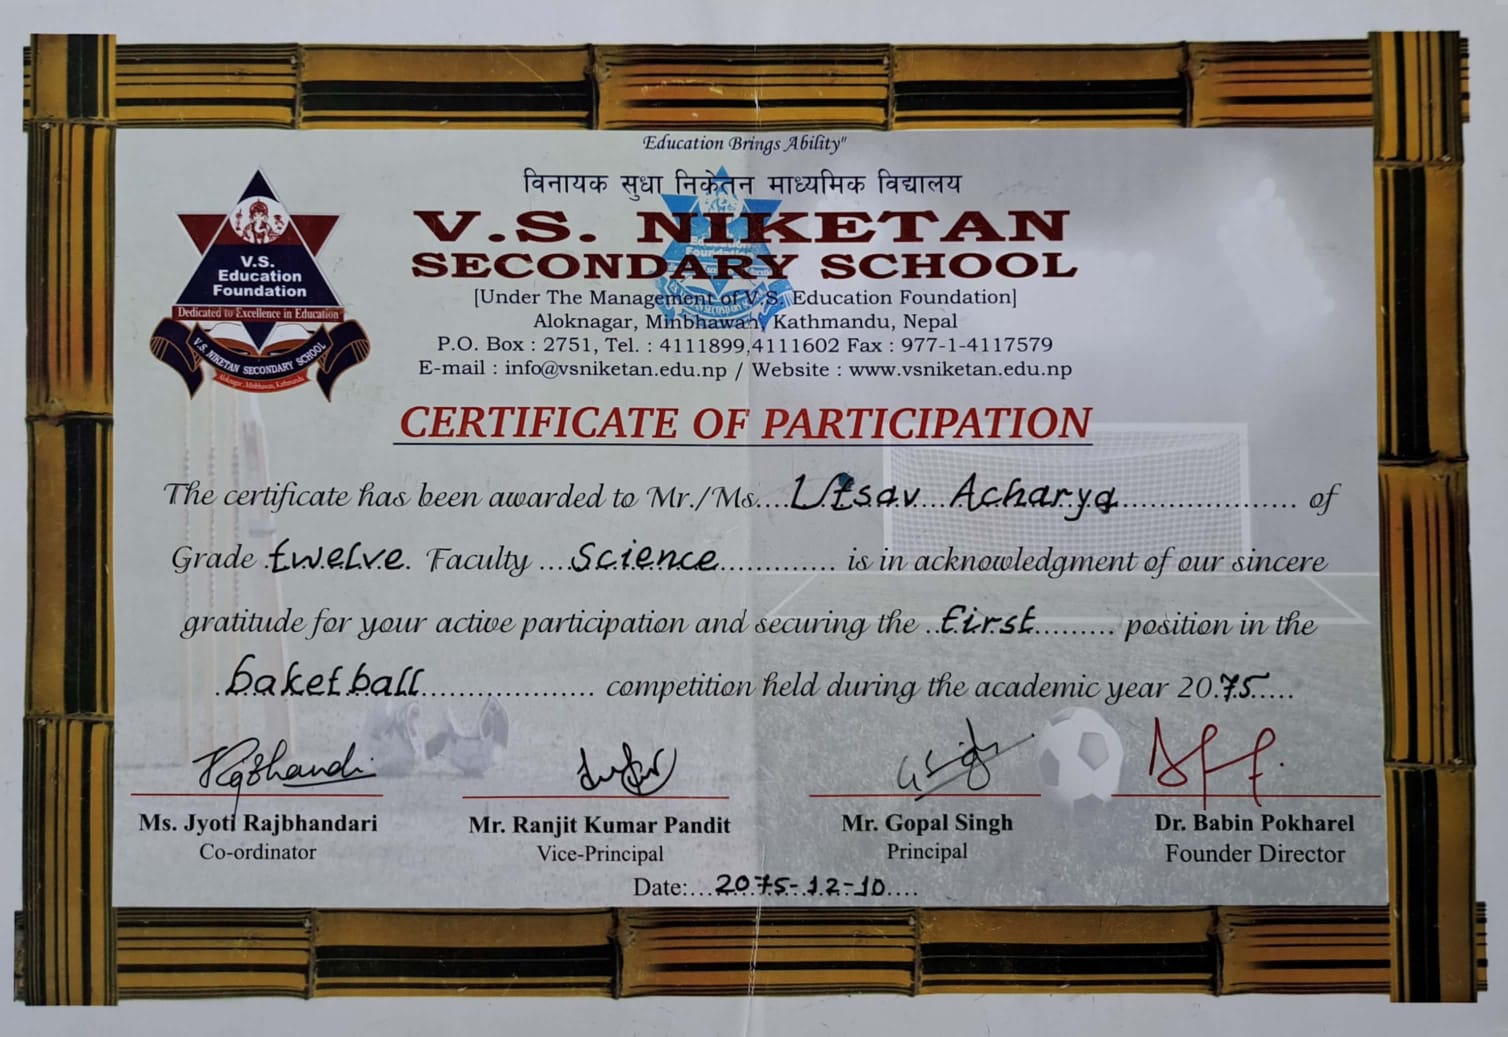 Education Brings Ability"
विनायक सुधा निकेतन माध्यमिक विद्यालय
V.S. NIKETAN
SECONDARY SCHOOL
[Under The Management of V.S. Education Foundation]
Aloknagar, Minbhawan, Kathmandu, Nepal
P.O. Box : 2751, Tel. : 4111899,4111602 Fax : 977-1-4117579
E-mail : info@vsniketan.edu.np / Website : www.vsniketan.edu.np
V.S.
Education
Foundation
Dedicated to Excellence in Education
V.S. NIKETAN SECONDARY SCHOOL
Aloknagar, Minbhawan, Kathmandu
CERTIFICATE OF PARTICIPATION
The certificate has been awarded to Mr./Ms....Utsav Acharya.................... of
Grade .twelve. Faculty ....Science............. is in acknowledgment of our sincere
gratitude for your active participation and securing the ..first......... position in the
.baketball................... competition held during the academic year 20.75.....
Ms. Jyoti Rajbhandari
Co-ordinator
Mr. Ranjit Kumar Pandit
Vice-Principal
Mr. Gopal Singh
Principal
Dr. Babin Pokharel
Founder Director
Date:...2075-12-10....